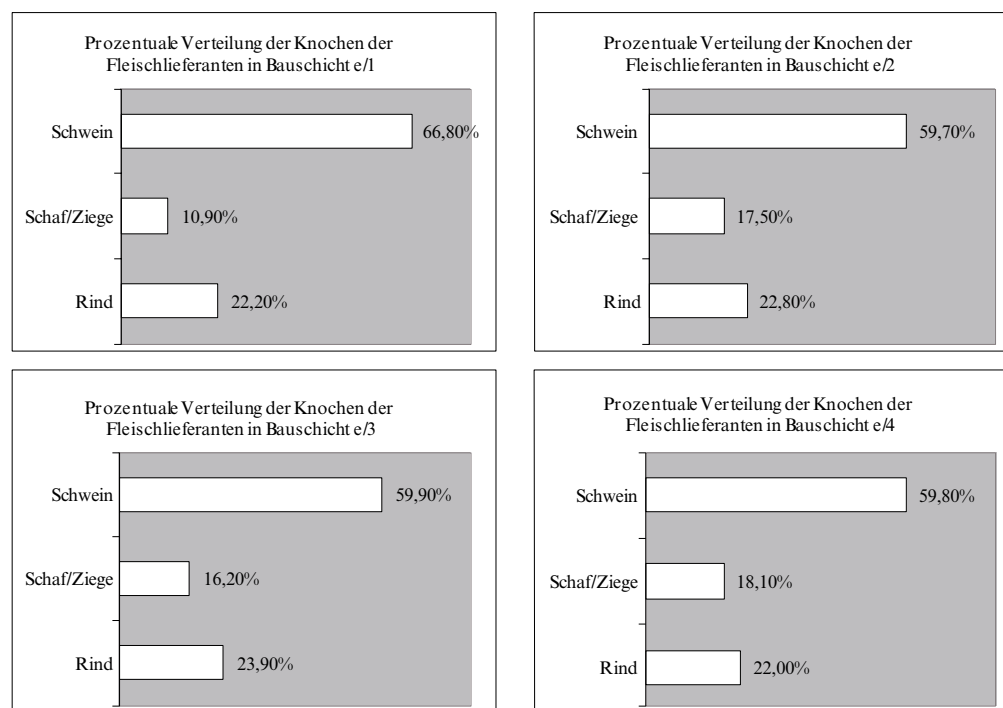 Prozentuale Verteilung der Knochen der
Fleischlieferanten in Bauschicht e/1
Schwein
66,80%
Schaf/Ziege
10,90%
Rind
22,20%
Prozentuale Verteilung der Knochen der
Fleischlieferanten in Bauschicht e/2
Schwein
59,70%
Schaf/Ziege
17,50%
Rind
22,80%
Prozentuale Verteilung der Knochen der
Fleischlieferanten in Bauschicht e/3
Schwein
59,90%
Schaf/Ziege
16,20%
Rind
23,90%
Prozentuale Verteilung der Knochen der
Fleischlieferanten in Bauschicht e/4
Schwein
59,80%
Schaf/Ziege
18,10%
Rind
22,00%